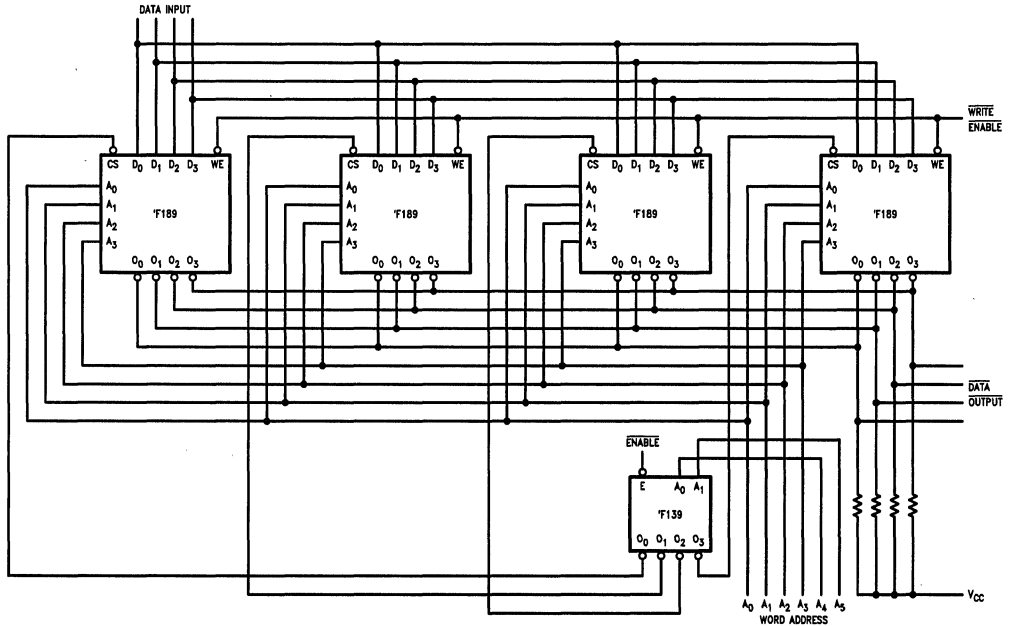 DATA INPUT
WRITE
ENABLE
CS D0 D1 D2 D3 WE
A0
A1
A2
A3
'F189
O0 O1 O2 O3
CS D0 D1 D2 D3 WE
A0
A1
A2
A3
'F189
O0 O1 O2 O3
CS D0 D1 D2 D3 WE
A0
A1
A2
A3
'F189
O0 O1 O2 O3
CS D0 D1 D2 D3 WE
A0
A1
A2
A3
'F189
O0 O1 O2 O3
DATA
OUTPUT
ENABLE
E A0 A1
'F139
O0 O1 O2 O3
A0 A1 A2 A3 A4 A5
WORD ADDRESS
VCC